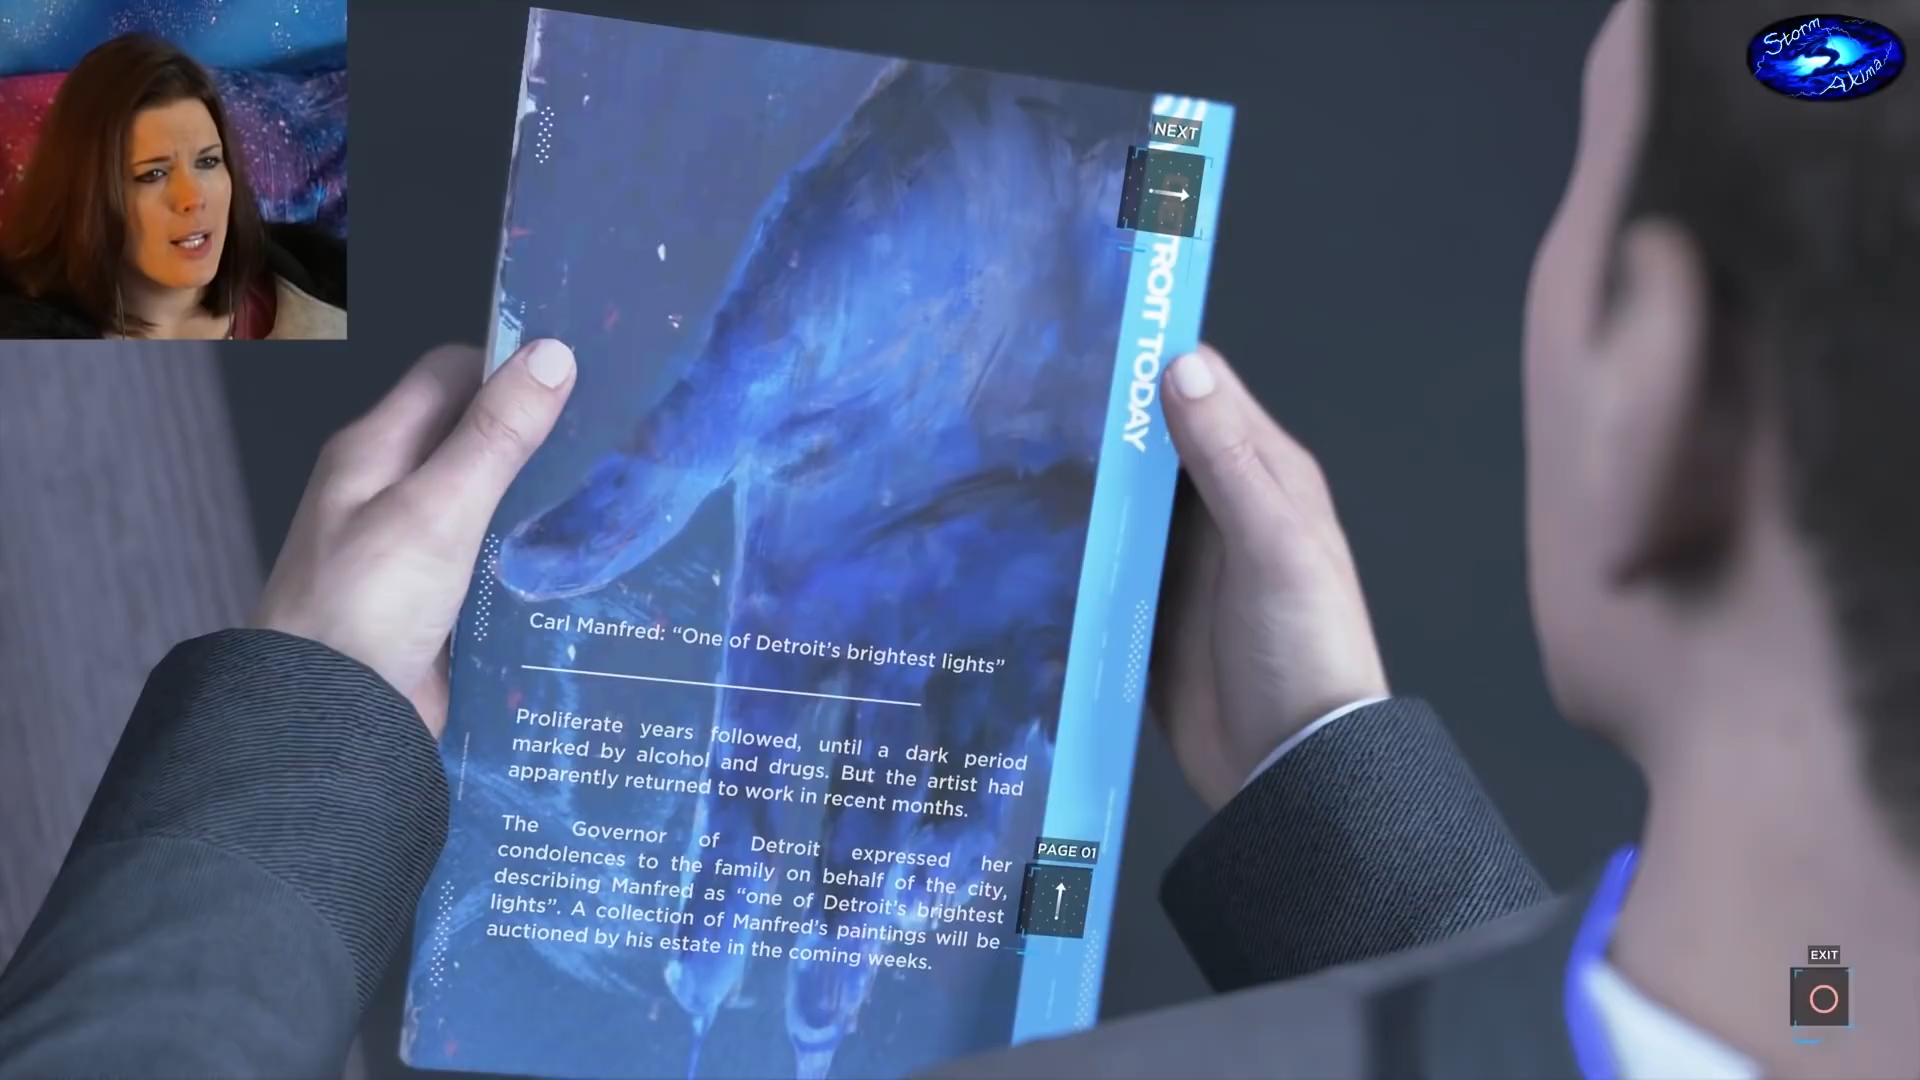 Storm
Akima
NEXT
TROIT TODAY
Carl Manfred: “One of Detroit’s brightest lights”
Proliferate years followed, until a dark period
marked by alcohol and drugs. But the artist had
apparently returned to work in recent months.
The Governor of Detroit expressed her
condolences to the family on behalf of the city,
describing Manfred as “one of Detroit’s brightest
lights”. A collection of Manfred’s paintings will be
auctioned by his estate in the coming weeks.
PAGE 01
EXIT